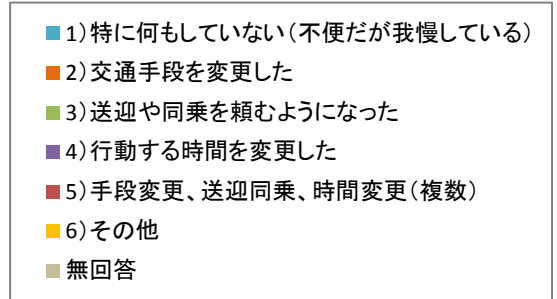 1)特に何もしていない(不便だが我慢している)
2)交通手段を変更した
3)送迎や同乗を頼むようになった
4)行動する時間を変更した
5)手段変更、送迎同乗、時間変更(複数)
6)その他
無回答